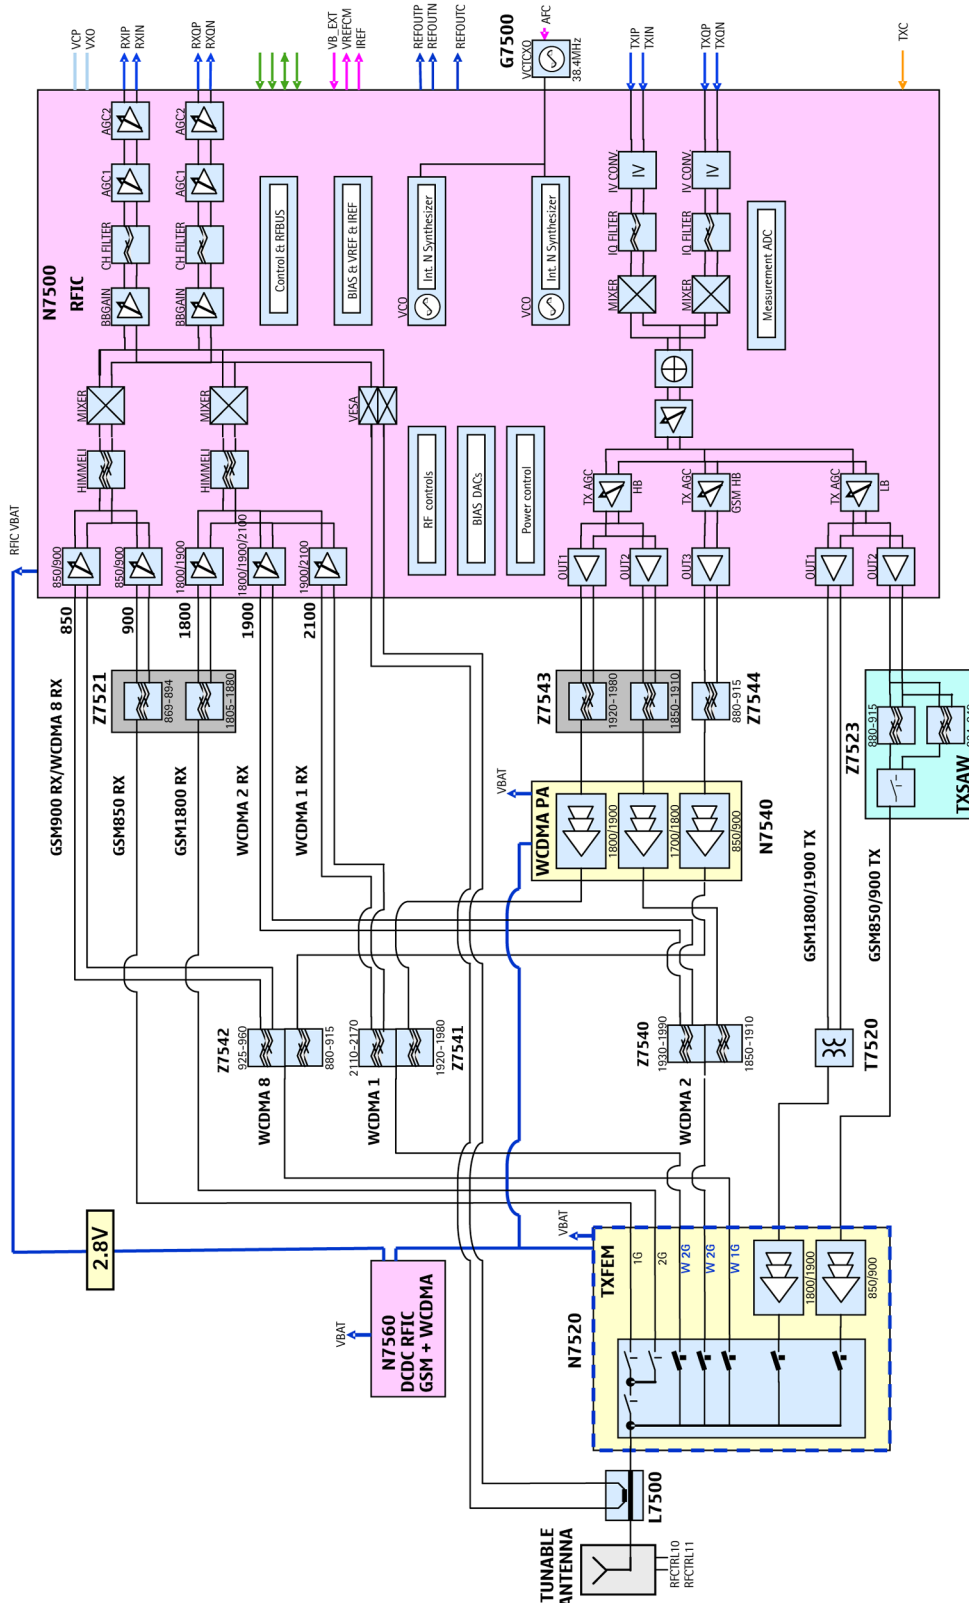 VCP
VXO
RXIP
RXIN
RXQP
RXQN
VB_EXT
VREFCM
IREF
REFOUTP
REFOUTN
REFOUTC
G7500
VCTCXO
AFC
38.4MHz
TXIP
TXIN
TXQP
TXQN
TXC
N7500
RFIC
AGC2
AGC2
AGC1
AGC1
CH FILTER
CH FILTER
BBGAIN
BBGAIN
Control & RFBUS
BIAS & VREF & IREF
Int. N Synthesizer
VCO
Int. N Synthesizer
VCO
IV CONV.
IV
IV CONV.
IV
IQ FILTER
IQ FILTER
MIXER
MIXER
Measurement ADC
MIXER
MIXER
VESA
HIMMELI
HIMMELI
RF controls
BIAS DACs
Power control
TX AGC
HB
TX AGC
GSM HB
TX AGC
LB
RFIC VBAT
850/900
850/900
1800/1900
1800/1900/2100
1900/2100
OUT1
OUT2
OUT3
OUT1
OUT2
850
900
1800
1900
2100
Z7521
869-894
1805-1880
Z7543
1920-1980
1850-1910
880-915
Z7544
Z7523
880-915
TXSAW
GSM900 RX/WCDMA 8 RX
GSM850 RX
GSM1800 RX
WCDMA 2 RX
WCDMA 1 RX
VBAT
WCDMA PA
1800/1900
1700/1800
850/900
N7540
GSM1800/1900 TX
GSM850/900 TX
Z7542
925-960
880-915
WCDMA 8
2110-2170
1920-1980
Z7541
WCDMA 1
Z7540
1930-1990
1850-1910
WCDMA 2
T7520
2.8V
VBAT
N7560
DCDC RFIC
GSM + WCDMA
VBAT
N7520
TXFEM
1G
2G
W 2G
W 2G
W 1G
1800/1900
850/900
L7500
TUNABLE
ANTENNA
RFCTRL10
RFCTRL11